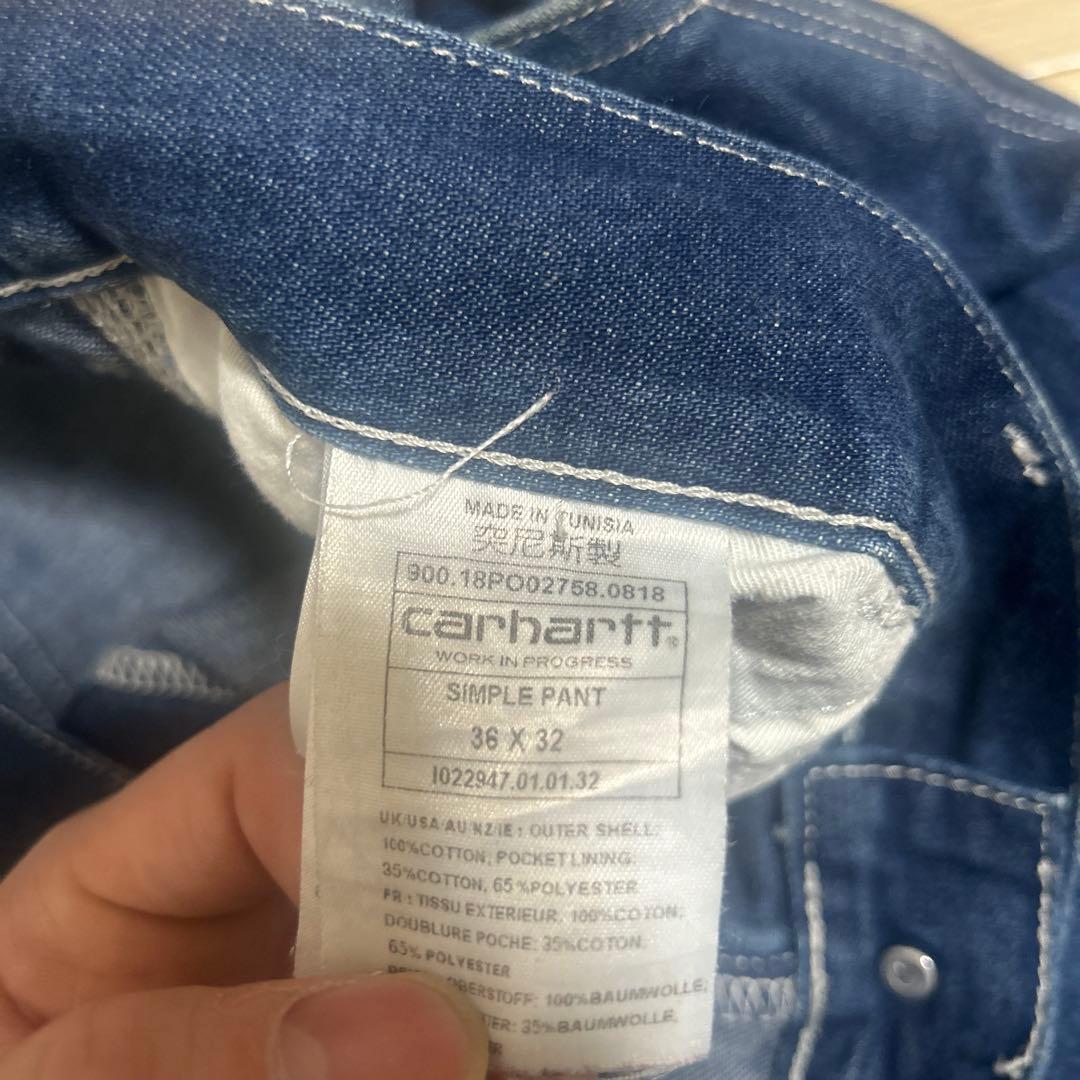 MADE IN TUNISIA
突尼斯製
900.18PO02758.0818
carhartt®
WORK IN PROGRESS
SIMPLE PANT
36 X 32
I022947.01.01.32
UK/USA/AU/NZ/IE : OUTER SHELL:
100%COTTON, POCKET LINING:
35%COTTON, 65%POLYESTER
FR : TISSU EXTERIEUR, 100%COTON;
DOUBLURE POCHE: 35%COTON,
65% POLYESTER
OBERSTOFF: 100%BAUMWOLLE;
35%BAUMWOLLE,